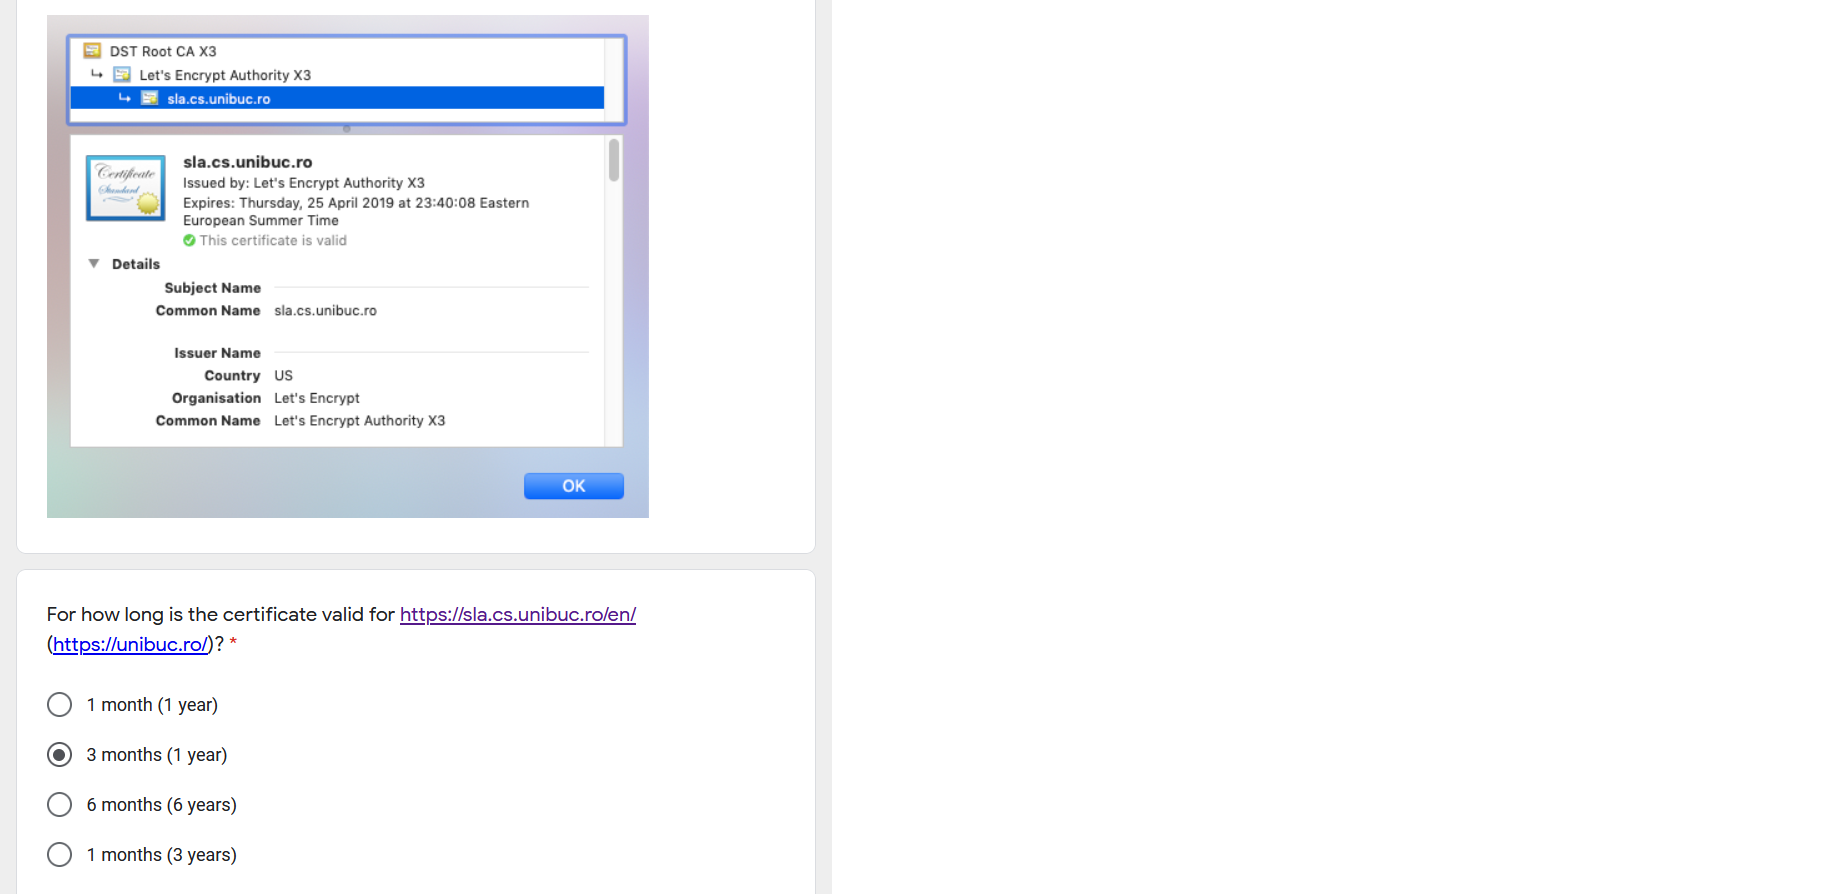 DST Root CA X3
Let's Encrypt Authority X3
sla.cs.unibuc.ro
Certificate
Standard
sla.cs.unibuc.ro
Issued by: Let's Encrypt Authority X3
Expires: Thursday, 25 April 2019 at 23:40:08 Eastern
European Summer Time
This certificate is valid
Details
Subject Name
Common Name sla.cs.unibuc.ro
Issuer Name
Country US
Organisation Let's Encrypt
Common Name Let's Encrypt Authority X3
OK
For how long is the certificate valid for https://sla.cs.unibuc.ro/en/
(https://unibuc.ro/)? *
1 month (1 year)
3 months (1 year)
6 months (6 years)
1 months (3 years)